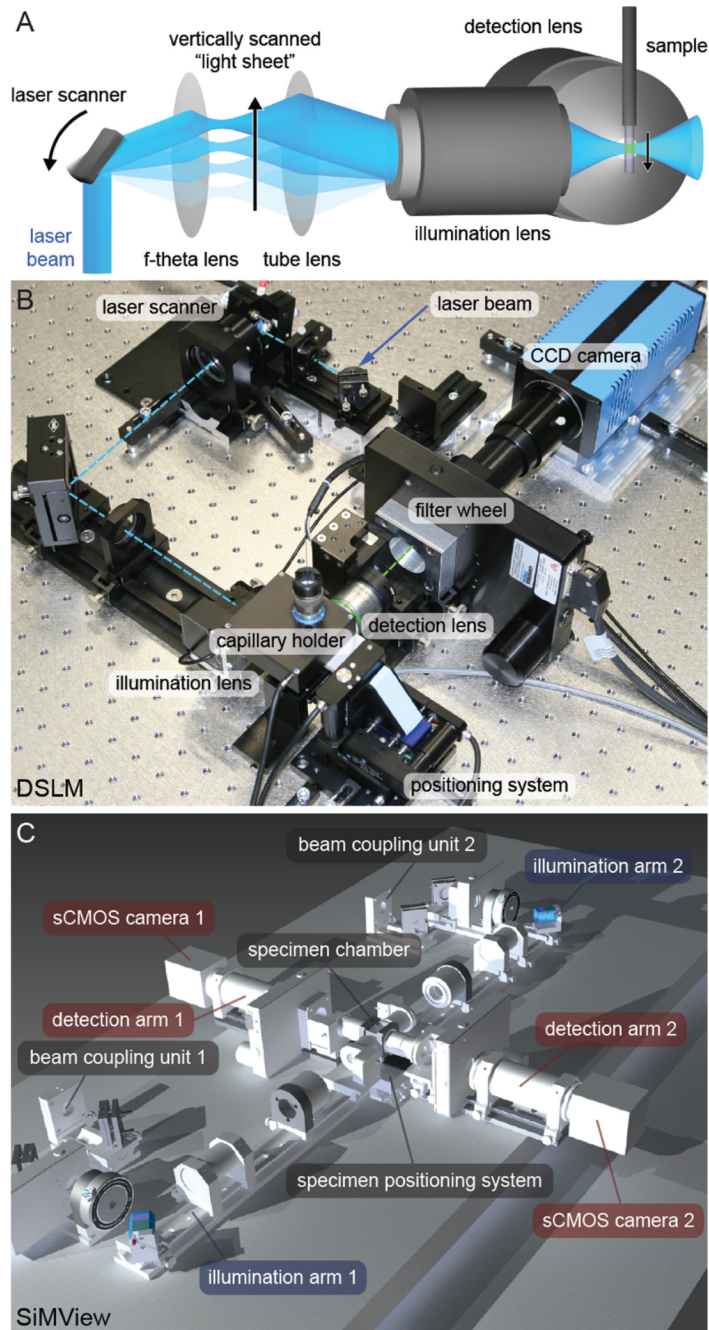 A
vertically scanned
"light sheet"
detection lens
sample
laser scanner
laser
beam
f-theta lens
tube lens
illumination lens
B
laser scanner
laser beam
CCD camera
filter wheel
detection lens
capillary holder
illumination lens
positioning system
DSLM
C
beam coupling unit 2
illumination arm 2
sCMOS camera 1
specimen chamber
detection arm 1
detection arm 2
beam coupling unit 1
specimen positioning system
sCMOS camera 2
illumination arm 1
SiMView